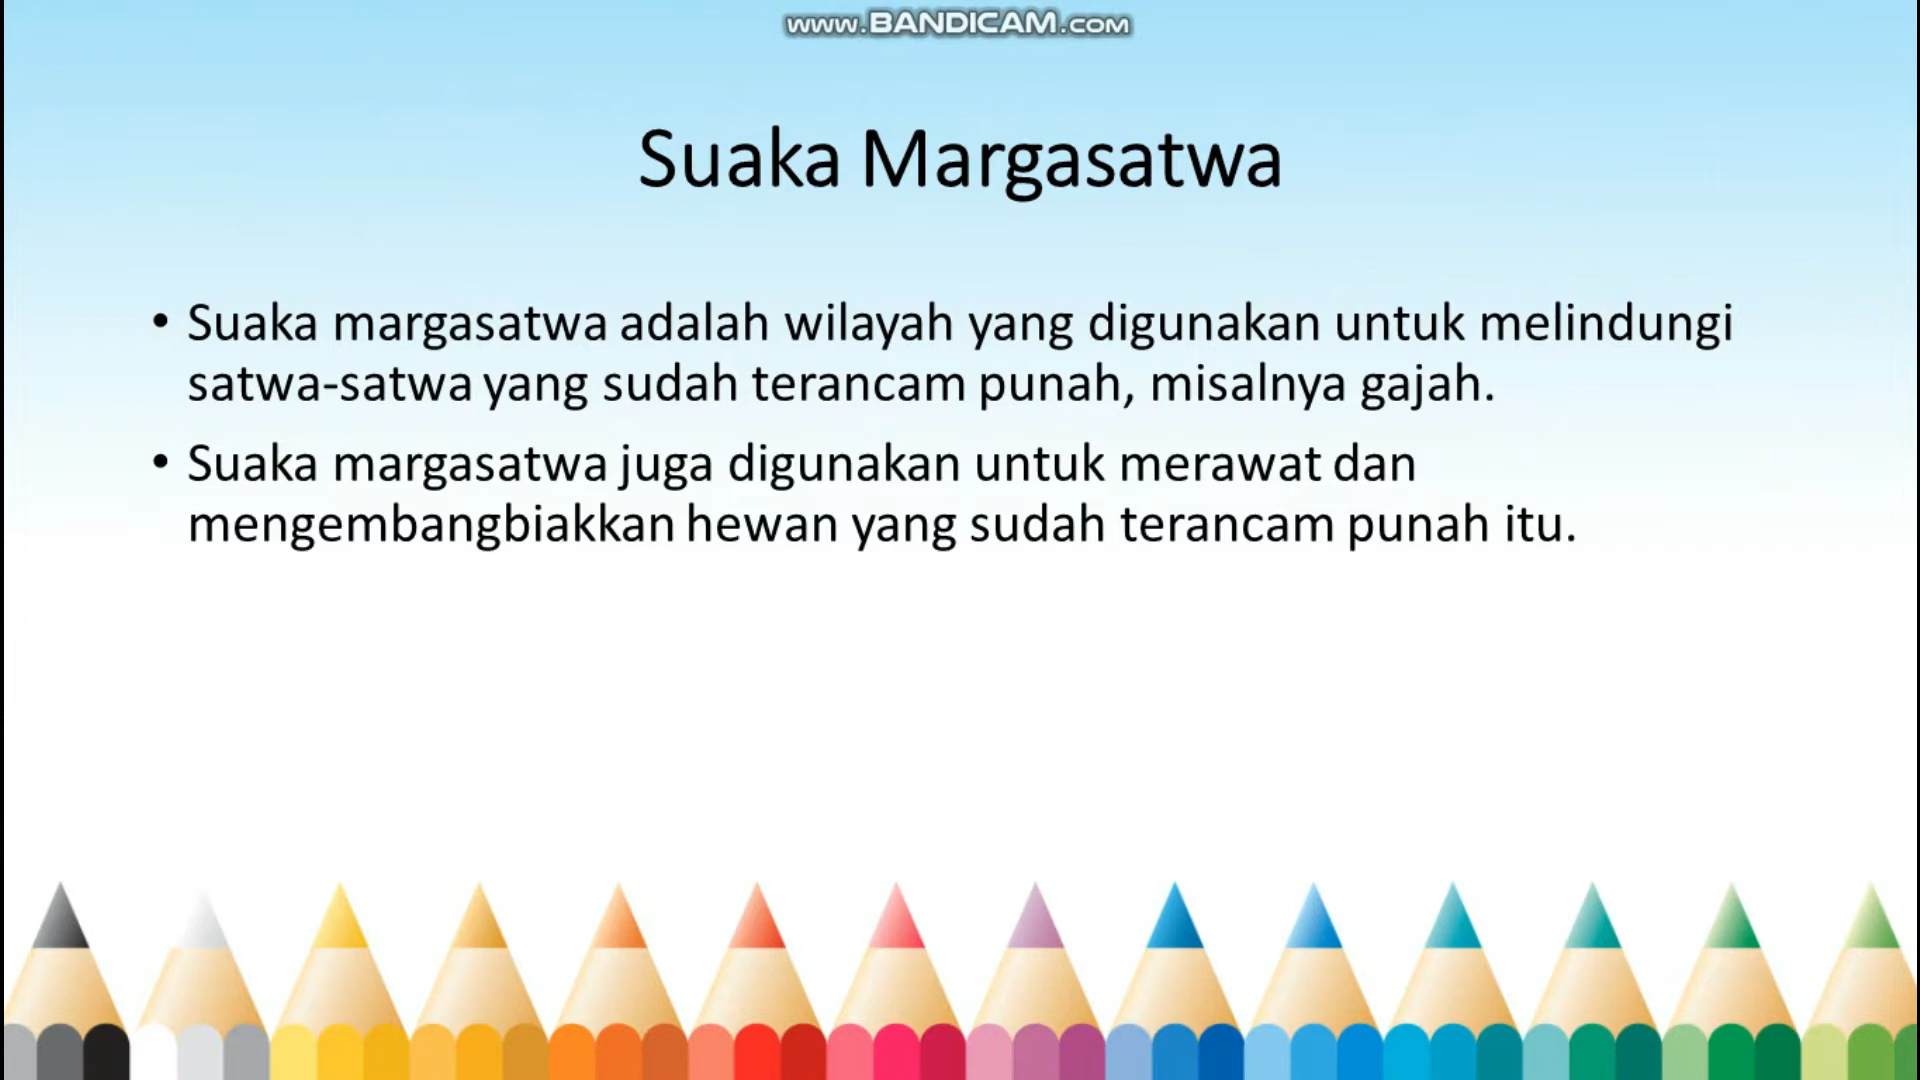 www.BANDICAM.com
Suaka Margasatwa
• Suaka margasatwa adalah wilayah yang digunakan untuk melindungi
satwa-satwa yang sudah terancam punah, misalnya gajah.
• Suaka margasatwa juga digunakan untuk merawat dan
mengembangbiakkan hewan yang sudah terancam punah itu.